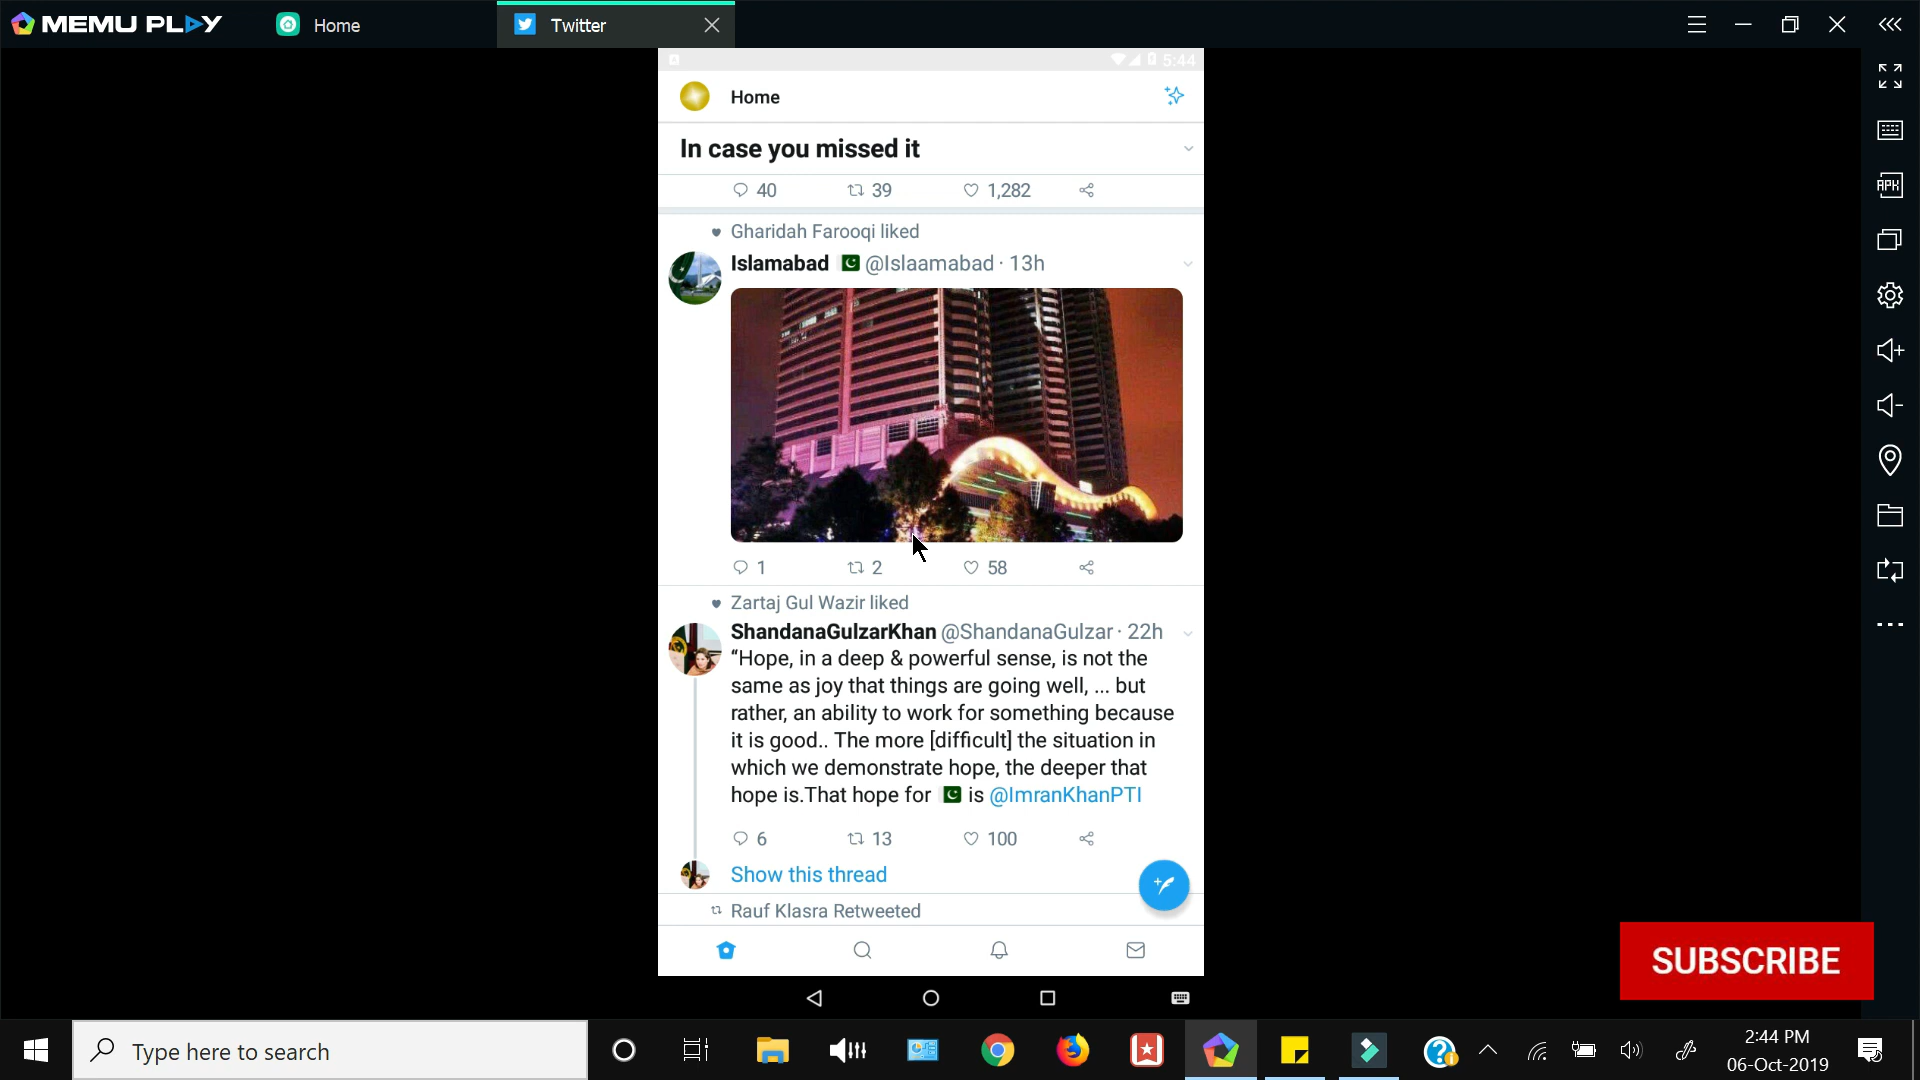 MEMU PLAY
Home
Twitter
5:44
Home
In case you missed it
40 39 1,282
Gharidah Farooqi liked
Islamabad @Islaamabad · 13h
1 2 58
Zartaj Gul Wazir liked
ShandanaGulzarKhan @ShandanaGulzar · 22h
“Hope, in a deep & powerful sense, is not the
same as joy that things are going well, ... but
rather, an ability to work for something because
it is good.. The more [difficult] the situation in
which we demonstrate hope, the deeper that
hope is.That hope for is @ImranKhanPTI
6 13 100
Show this thread
Rauf Klasra Retweeted
APK
SUBSCRIBE
Type here to search
2:44 PM
06-Oct-2019